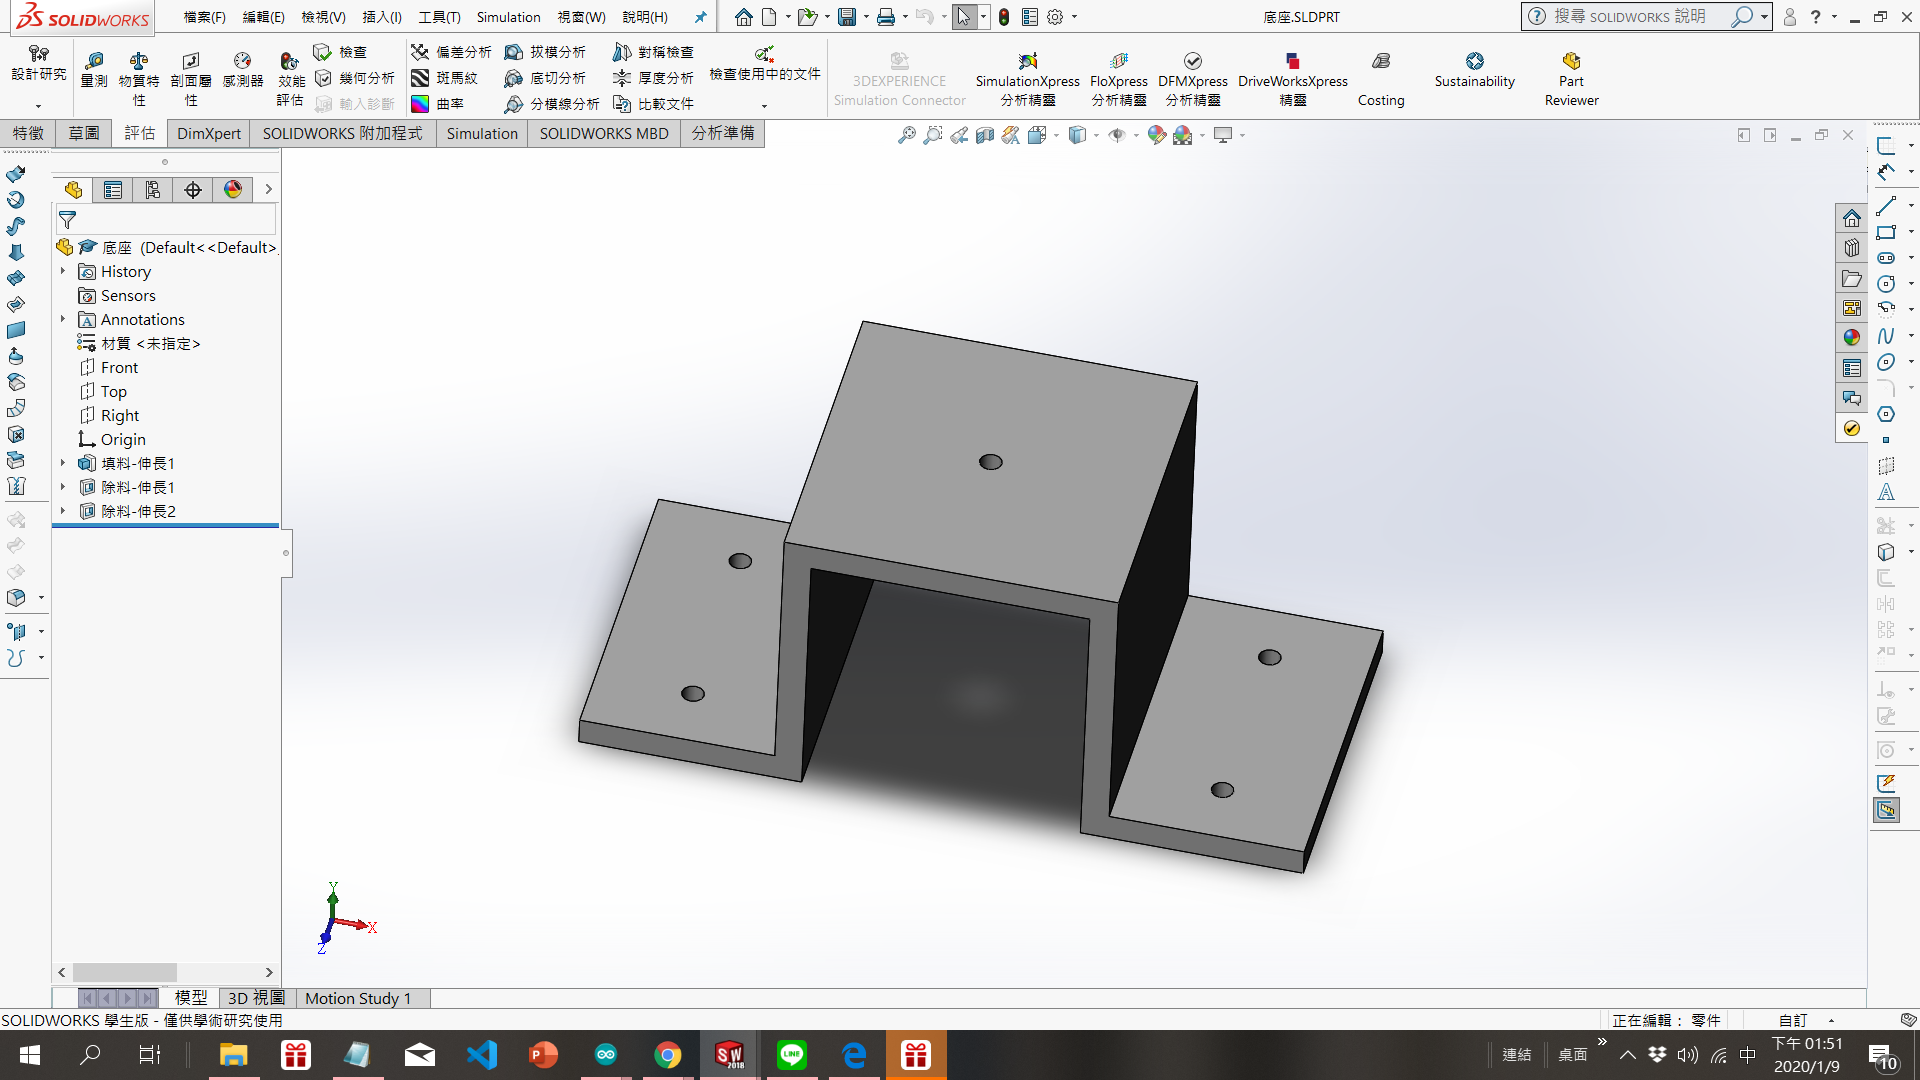 SOLIDWORKS 檔案(F) 編輯(E) 檢視(V) 插入(I) 工具(T) Simulation 視窗(W) 說明(H) 底座.SLDPRT 搜尋 SOLIDWORKS 說明
設計研究 量測 物質特性 剖面屬性 感測器 效能評估
檢查 幾何分析 輸入診斷
偏差分析 斑馬紋 曲率
拔模分析 底切分析 分模線分析
對稱檢查 厚度分析 比較文件
檢查使用中的文件
3DEXPERIENCE Simulation Connector
SimulationXpress 分析精靈
FloXpress 分析精靈
DFMXpress 分析精靈
DriveWorksXpress 精靈
Costing
Sustainability
Part Reviewer
特徵 草圖 評估 DimXpert SOLIDWORKS 附加程式 Simulation SOLIDWORKS MBD 分析準備
底座 (Default<<Default>
History
Sensors
Annotations
材質 <未指定>
Front
Top
Right
Origin
填料-伸長1
除料-伸長1
除料-伸長2
Y
X
Z
模型 3D 視圖 Motion Study 1
SOLIDWORKS 學生版 - 僅供學術研究使用 正在編輯： 零件 自訂
連結 桌面 中 下午 01:51
2020/1/9
10
SW
2018
LINE